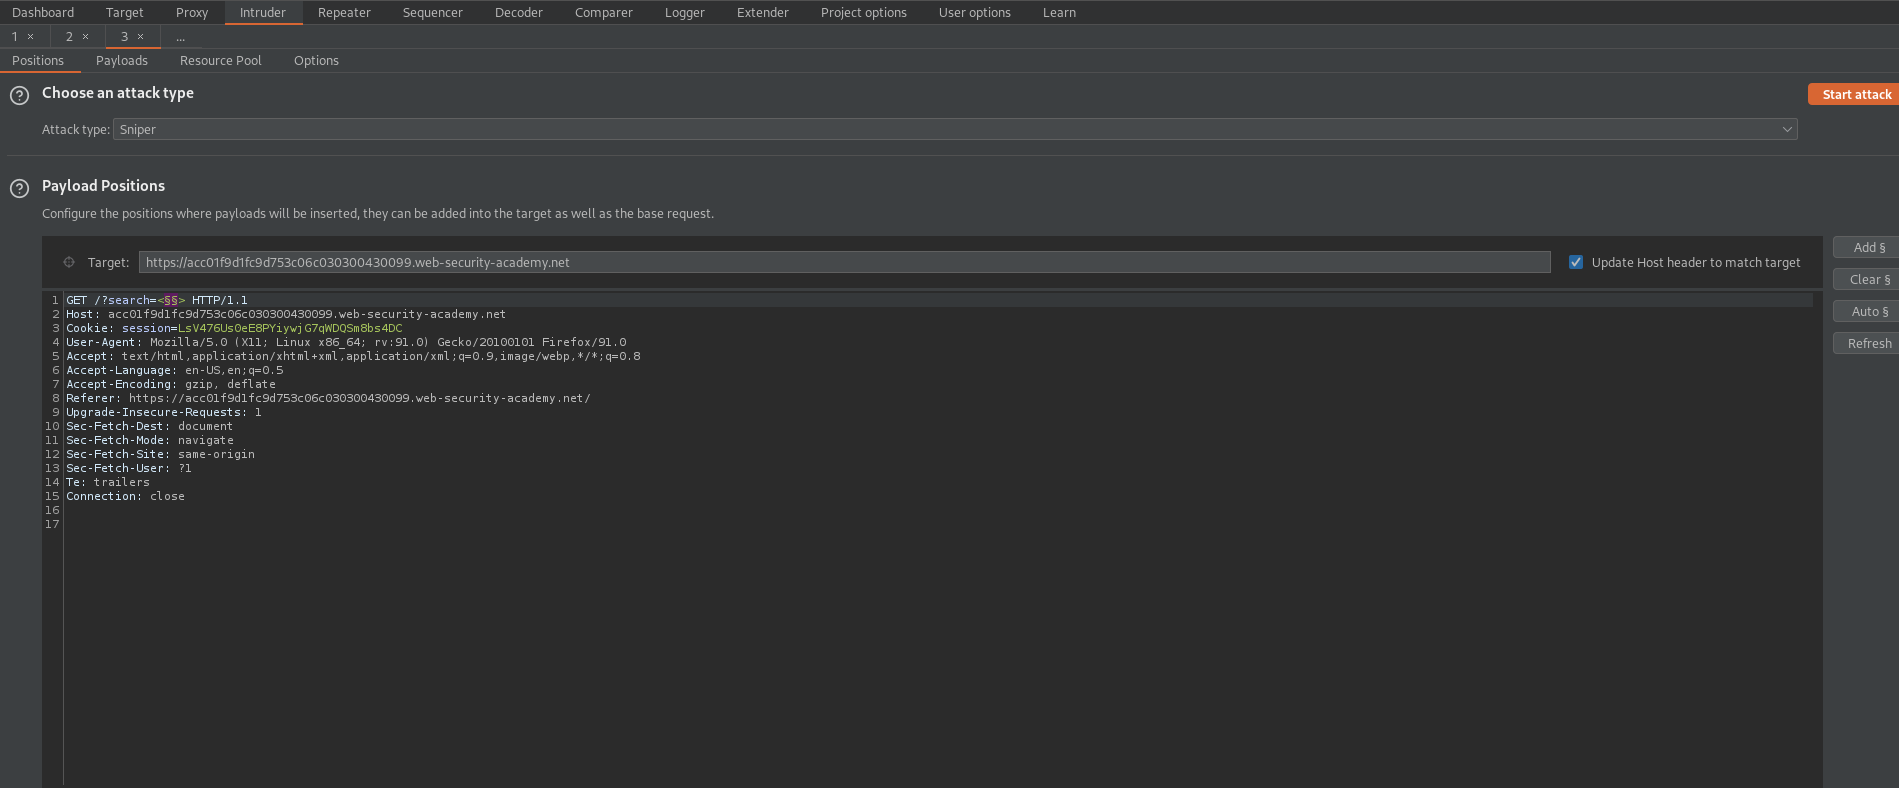 Dashboard Target Proxy Intruder Repeater Sequencer Decoder Comparer Logger Extender Project options User options Learn
1 × 2 × 3 × ...
Positions Payloads Resource Pool Options
? Choose an attack type Start attack
Attack type: Sniper
? Payload Positions
Configure the positions where payloads will be inserted, they can be added into the target as well as the base request.
Add §
Target: https://acc01f9d1fc9d753c06c030300430099.web-security-academy.net Update Host header to match target
Clear §
1 GET /?search=<§§> HTTP/1.1
2 Host: acc01f9d1fc9d753c06c030300430099.web-security-academy.net
Auto §
3 Cookie: session=LsV476UsOeE8PYiywjG7qWDQSm8bs4DC
4 User-Agent: Mozilla/5.0 (X11; Linux x86_64; rv:91.0) Gecko/20100101 Firefox/91.0
Refresh
5 Accept: text/html,application/xhtml+xml,application/xml;q=0.9,image/webp,*/*;q=0.8
6 Accept-Language: en-US,en;q=0.5
7 Accept-Encoding: gzip, deflate
8 Referer: https://acc01f9d1fc9d753c06c030300430099.web-security-academy.net/
9 Upgrade-Insecure-Requests: 1
10 Sec-Fetch-Dest: document
11 Sec-Fetch-Mode: navigate
12 Sec-Fetch-Site: same-origin
13 Sec-Fetch-User: ?1
14 Te: trailers
15 Connection: close
16
17